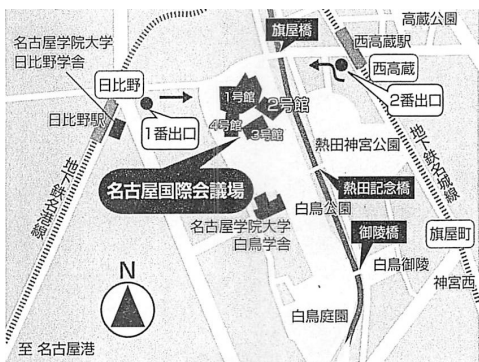 高蔵公園
旗屋橋
西高蔵駅
名古屋学院大学
日比野学舎
日比野
西高蔵
1号館
2号館
2番出口
日比野駅
1番出口
4号館
3号館
熱田神宮公園
地下鉄名港線
地下鉄名城線
名古屋国際会議場
熱田記念橋
白鳥公園
名古屋学院大学
白鳥学舎
御陵橋
旗屋町
白鳥御陵
神宮西
N
白鳥庭園
至 名古屋港